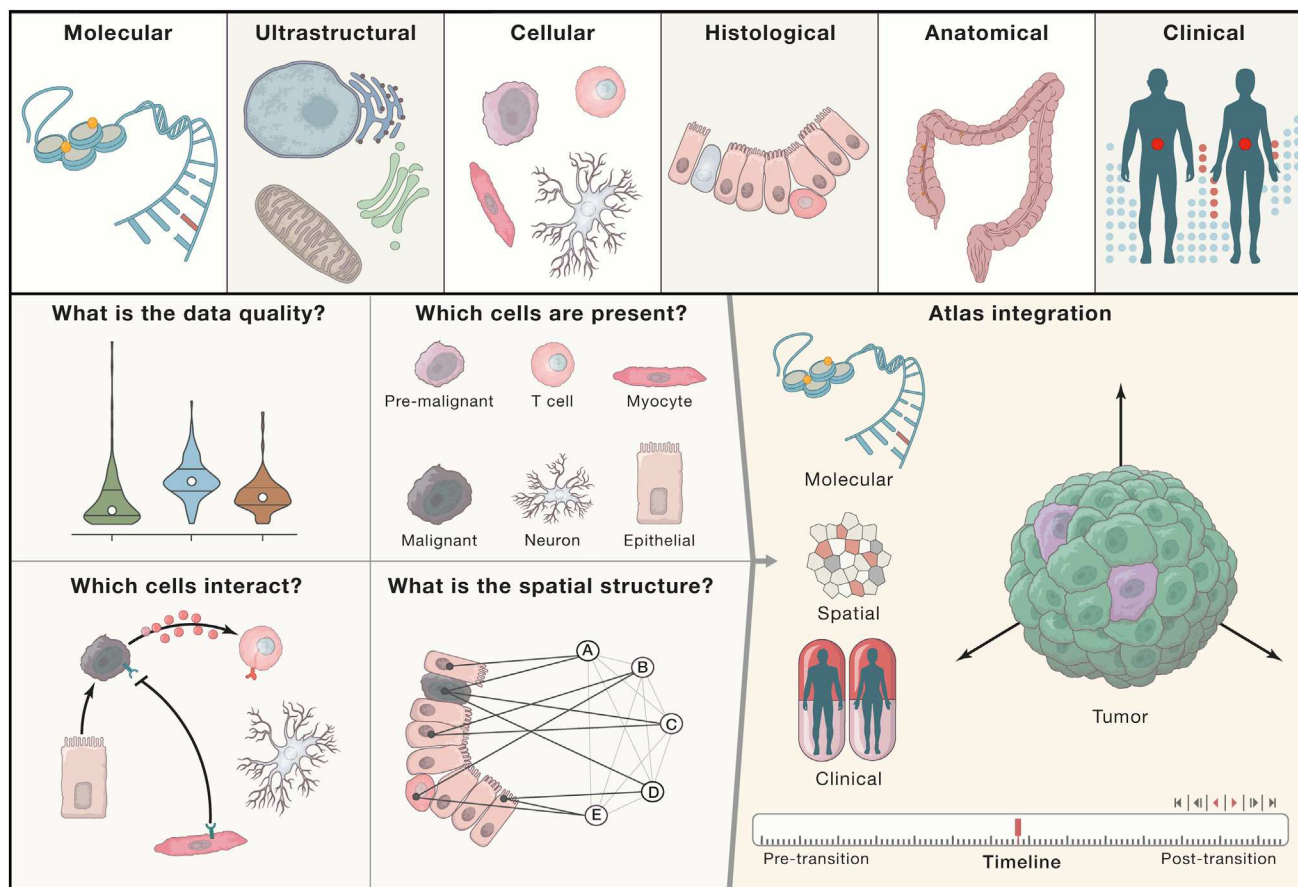 Molecular
Ultrastructural
Cellular
Histological
Anatomical
Clinical
What is the data quality?
Which cells are present?
Pre-malignant
T cell
Myocyte
Malignant
Neuron
Epithelial
Which cells interact?
What is the spatial structure?
A
B
C
D
E
Atlas integration
Molecular
Spatial
Clinical
Tumor
Pre-transition
Timeline
Post-transition